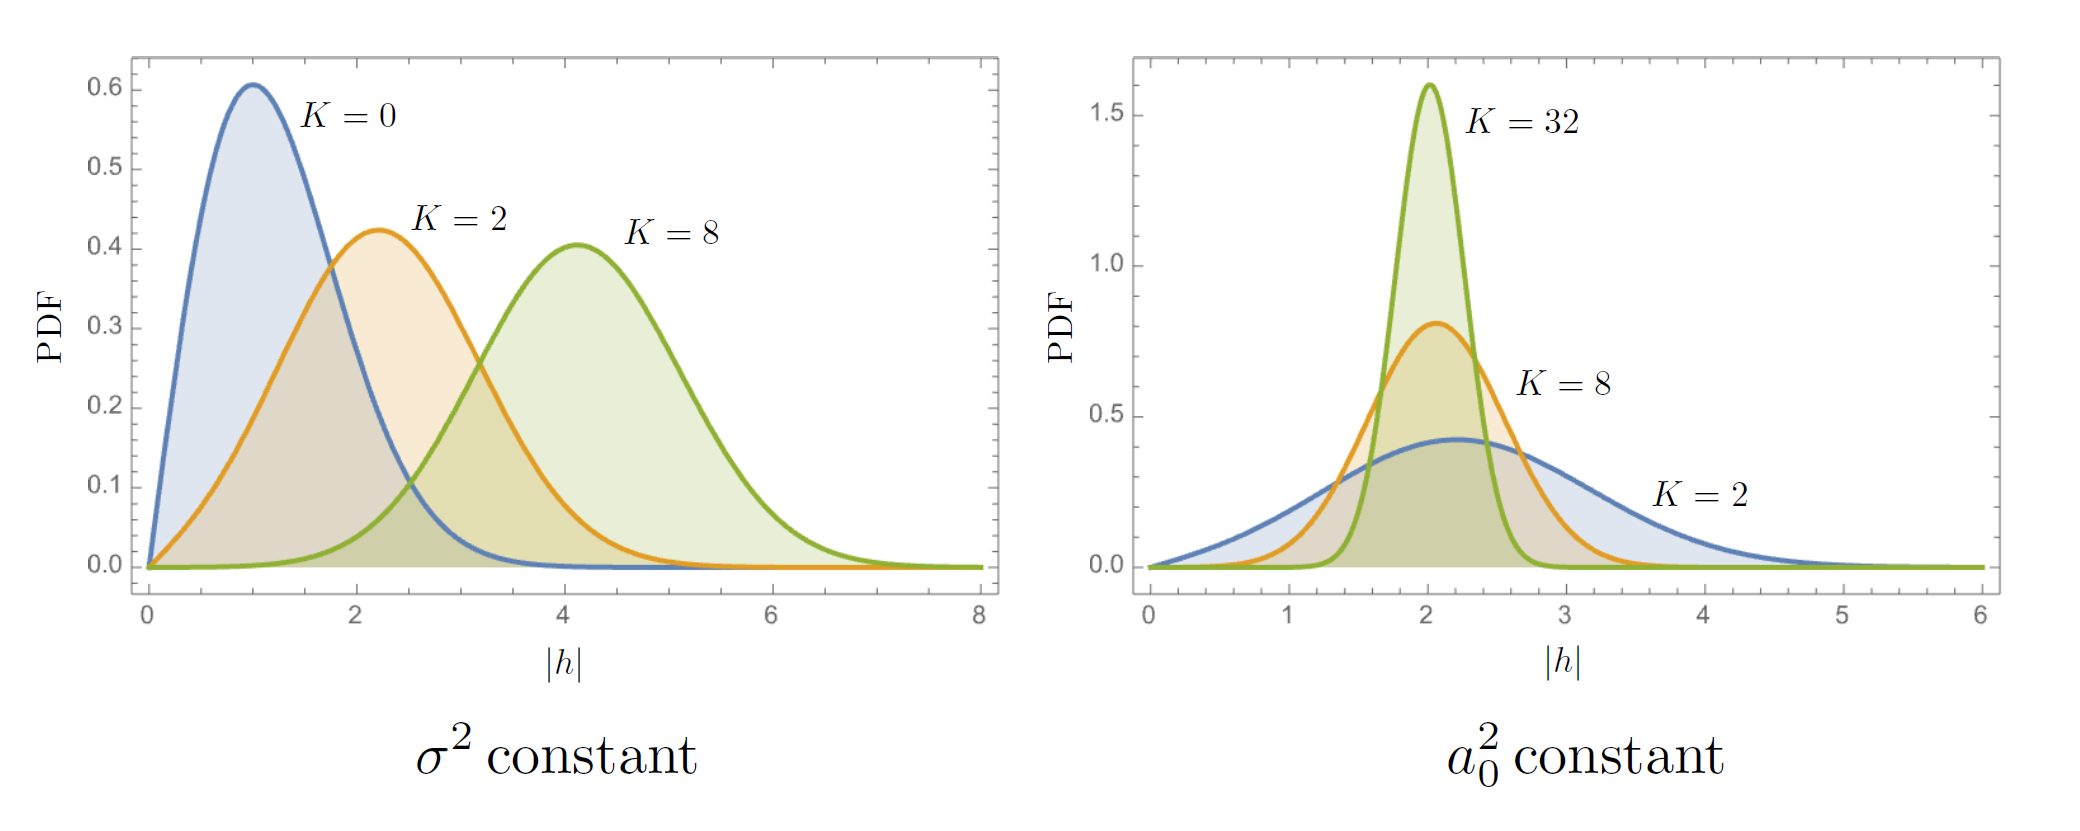 K = 0
K = 2
K = 8
0.6
0.5
0.4
0.3
0.2
0.1
0.0
PDF
0 2 4 6 8
|h|
σ² constant
K = 32
K = 8
K = 2
1.5
1.0
0.5
0.0
PDF
0 1 2 3 4 5 6
|h|
a₀² constant